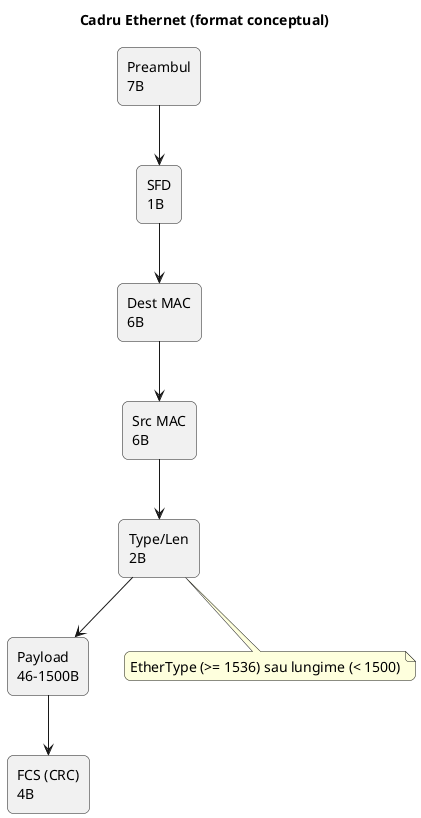 Cadru Ethernet (format conceptual)
Preambul
7B
SFD
1B
Dest MAC
6B
Src MAC
6B
Type/Len
2B
Payload
46-1500B
EtherType (>= 1536) sau lungime (< 1500)
FCS (CRC)
4B